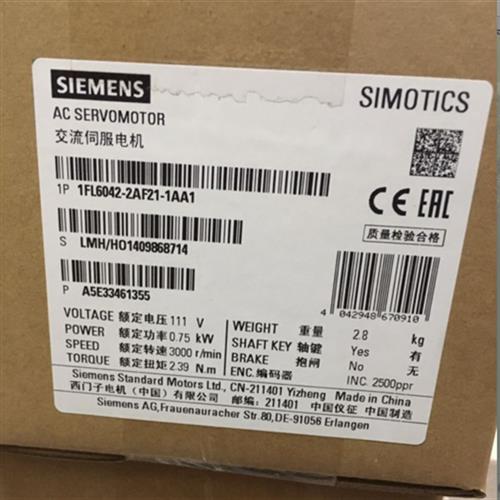 SIEMENS
SIMOTICS
AC SERVOMOTOR
交流伺服电机
1P 1FL6042-2AF21-1AA1
CE EAC
质量检验合格
S LMH/HO1409868714
P A5E33461355
4 042948 670910
VOLTAGE 额定电压 111 V
POWER 额定功率 0.75 kW
SPEED 额定转速 3000 r/min
TORQUE 额定扭矩 2.39 N.m
WEIGHT 重量 2.8 kg
SHAFT KEY 轴键 Yes 有
BRAKE 抱闸 No 无
ENC.编码器 INC. 2500ppr
Siemens Standard Motors Ltd., CN-211401 Yizheng Made in China
西门子电机（中国）有限公司 邮编: 211401 中国仪征 中国制造
Siemens AG,Frauenauracher Str.80,DE-91056 Erlangen